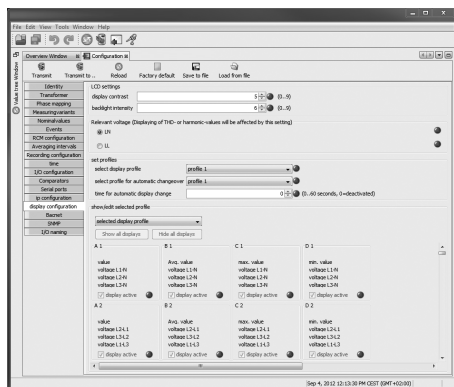 File Edit View Tools Window Help
Overview Window
Configuration
Value tree Window
Transmit
Transmit to ..
Reload
Factory default
Save to file
Load from file
Identity
Transformer
Phase mapping
Measuring variants
Nominal values
Events
RCM configuration
Averaging intervals
Recording configuration
time
I/O configuration
Comparators
Serial ports
ip configuration
display configuration
Bacnet
SNMP
I/O naming
LCD settings
display contrast 5 (0..9)
backlight intensity 6 (0..9)
Relevant voltage (Displaying of THD- or harmonic-values will be affected by this setting)
LN
LL
set profiles
select display profile profile 1
select profile for automatic changeover profile 1
time for automatic display change 0 (0..60 seconds, 0=deactivated)
show/edit selected profile
selected display profile
Show all displays Hide all displays
A 1 B 1 C 1 D 1
value Avg. value max. value min. value
voltage L1-N voltage L1-N voltage L1-N voltage L1-N
voltage L2-N voltage L2-N voltage L2-N voltage L2-N
voltage L3-N voltage L3-N voltage L3-N voltage L3-N
display active display active display active display active
A 2 B 2 C 2 D 2
value Avg. value max. value min. value
voltage L2-L1 voltage L2-L1 voltage L2-L1 voltage L2-L1
voltage L3-L2 voltage L3-L2 voltage L3-L2 voltage L3-L2
voltage L1-L3 voltage L1-L3 voltage L1-L3 voltage L1-L3
display active display active display active display active
Sep 4, 2012 12:13:30 PM CEST (GMT+02:00)